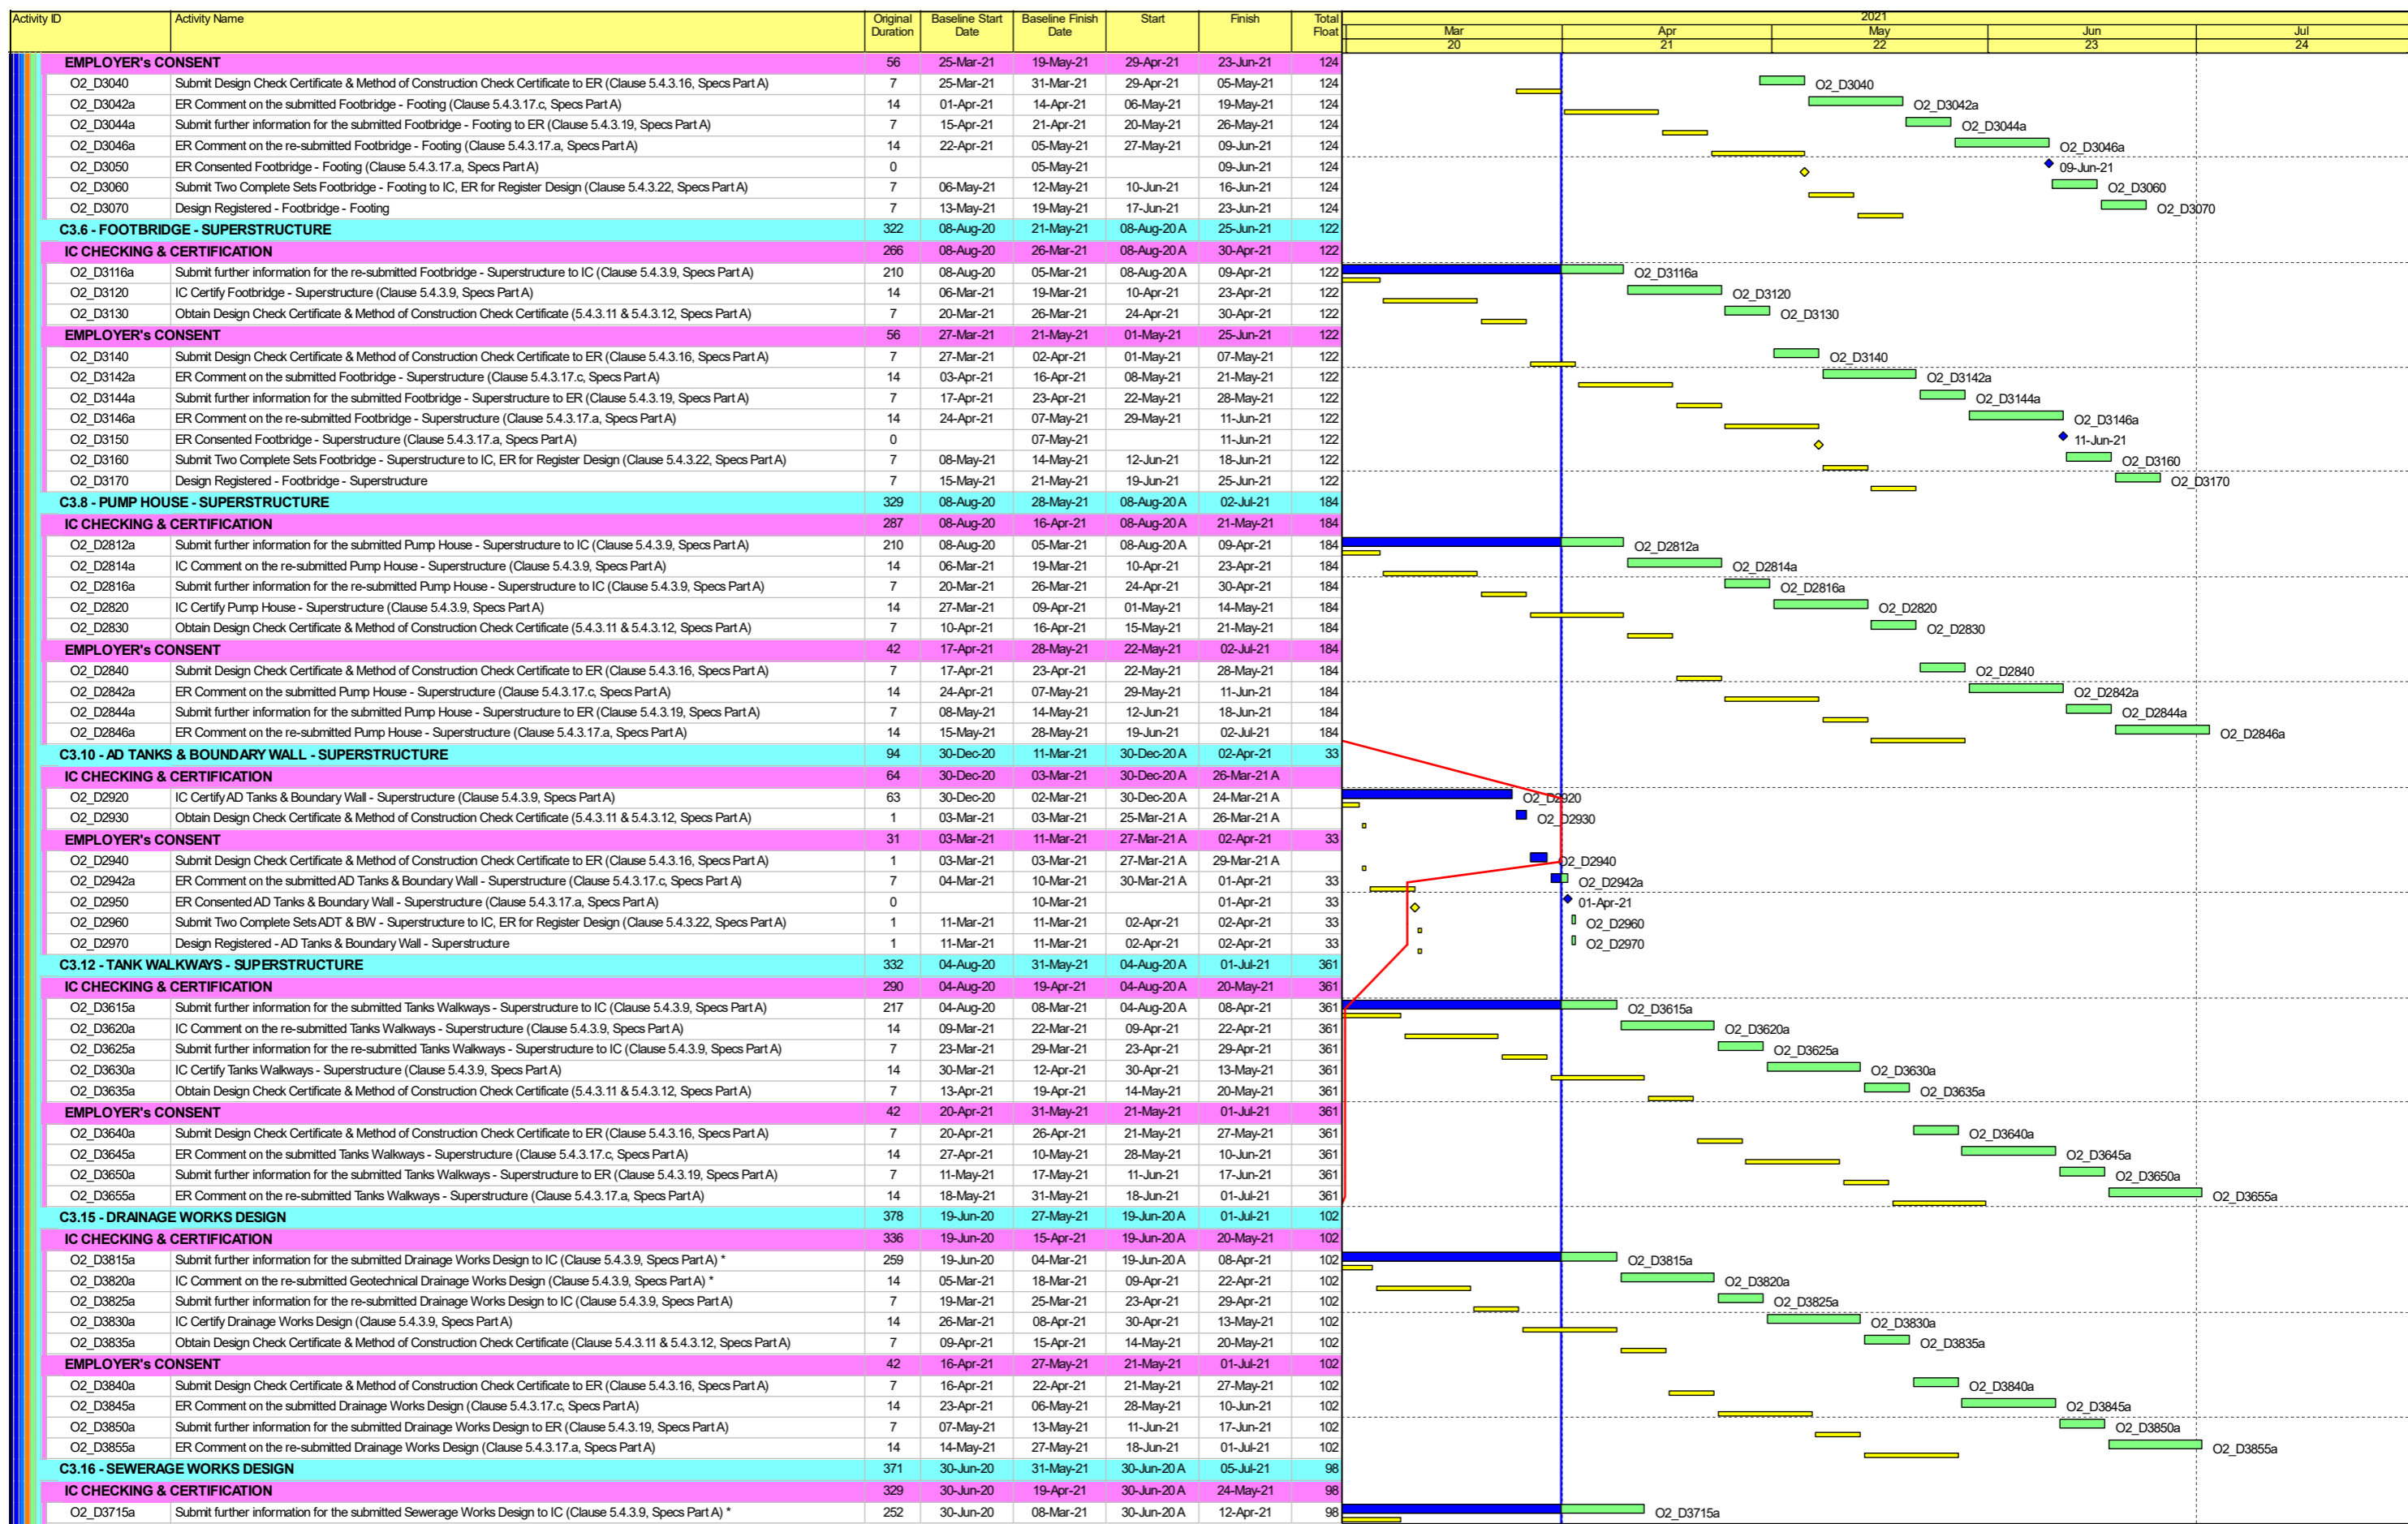 Activity ID Activity Name Original Duration Baseline Start Date Baseline Finish Date Start Finish Total Float 2021
Mar Apr May Jun Jul
20 21 22 23 24
EMPLOYER's CONSENT 56 25-Mar-21 19-May-21 29-Apr-21 23-Jun-21 124
O2_D3040 Submit Design Check Certificate & Method of Construction Check Certificate to ER (Clause 5.4.3.16, Specs Part A) 7 25-Mar-21 31-Mar-21 29-Apr-21 05-May-21 124 O2_D3040
O2_D3042a ER Comment on the submitted Footbridge - Footing (Clause 5.4.3.17.c, Specs Part A) 14 01-Apr-21 14-Apr-21 06-May-21 19-May-21 124 O2_D3042a
O2_D3044a Submit further information for the submitted Footbridge - Footing to ER (Clause 5.4.3.19, Specs Part A) 7 15-Apr-21 21-Apr-21 20-May-21 26-May-21 124 O2_D3044a
O2_D3046a ER Comment on the re-submitted Footbridge - Footing (Clause 5.4.3.17.a, Specs Part A) 14 22-Apr-21 05-May-21 27-May-21 09-Jun-21 124 O2_D3046a
O2_D3050 ER Consented Footbridge - Footing (Clause 5.4.3.17.a, Specs Part A) 0 05-May-21 09-Jun-21 124 09-Jun-21
O2_D3060 Submit Two Complete Sets Footbridge - Footing to IC, ER for Register Design (Clause 5.4.3.22, Specs Part A) 7 06-May-21 12-May-21 10-Jun-21 16-Jun-21 124 O2_D3060
O2_D3070 Design Registered - Footbridge - Footing 7 13-May-21 19-May-21 17-Jun-21 23-Jun-21 124 O2_D3070
C3.6 - FOOTBRIDGE - SUPERSTRUCTURE 322 08-Aug-20 21-May-21 08-Aug-20 A 25-Jun-21 122
IC CHECKING & CERTIFICATION 266 08-Aug-20 26-Mar-21 08-Aug-20 A 30-Apr-21 122
O2_D3116a Submit further information for the re-submitted Footbridge - Superstructure to IC (Clause 5.4.3.9, Specs Part A) 210 08-Aug-20 05-Mar-21 08-Aug-20 A 09-Apr-21 122 O2_D3116a
O2_D3120 IC Certify Footbridge - Superstructure (Clause 5.4.3.9, Specs Part A) 14 06-Mar-21 19-Mar-21 10-Apr-21 23-Apr-21 122 O2_D3120
O2_D3130 Obtain Design Check Certificate & Method of Construction Check Certificate (5.4.3.11 & 5.4.3.12, Specs Part A) 7 20-Mar-21 26-Mar-21 24-Apr-21 30-Apr-21 122 O2_D3130
EMPLOYER's CONSENT 56 27-Mar-21 21-May-21 01-May-21 25-Jun-21 122
O2_D3140 Submit Design Check Certificate & Method of Construction Check Certificate to ER (Clause 5.4.3.16, Specs Part A) 7 27-Mar-21 02-Apr-21 01-May-21 07-May-21 122 O2_D3140
O2_D3142a ER Comment on the submitted Footbridge - Superstructure (Clause 5.4.3.17.c, Specs Part A) 14 03-Apr-21 16-Apr-21 08-May-21 21-May-21 122 O2_D3142a
O2_D3144a Submit further information for the submitted Footbridge - Superstructure to ER (Clause 5.4.3.19, Specs Part A) 7 17-Apr-21 23-Apr-21 22-May-21 28-May-21 122 O2_D3144a
O2_D3146a ER Comment on the re-submitted Footbridge - Superstructure (Clause 5.4.3.17.a, Specs Part A) 14 24-Apr-21 07-May-21 29-May-21 11-Jun-21 122 O2_D3146a
O2_D3150 ER Consented Footbridge - Superstructure (Clause 5.4.3.17.a, Specs Part A) 0 07-May-21 11-Jun-21 122 11-Jun-21
O2_D3160 Submit Two Complete Sets Footbridge - Superstructure to IC, ER for Register Design (Clause 5.4.3.22, Specs Part A) 7 08-May-21 14-May-21 12-Jun-21 18-Jun-21 122 O2_D3160
O2_D3170 Design Registered - Footbridge - Superstructure 7 15-May-21 21-May-21 19-Jun-21 25-Jun-21 122 O2_D3170
C3.8 - PUMP HOUSE - SUPERSTRUCTURE 329 08-Aug-20 28-May-21 08-Aug-20 A 02-Jul-21 184
IC CHECKING & CERTIFICATION 287 08-Aug-20 16-Apr-21 08-Aug-20 A 21-May-21 184
O2_D2812a Submit further information for the submitted Pump House - Superstructure to IC (Clause 5.4.3.9, Specs Part A) 210 08-Aug-20 05-Mar-21 08-Aug-20 A 09-Apr-21 184 O2_D2812a
O2_D2814a IC Comment on the re-submitted Pump House - Superstructure (Clause 5.4.3.9, Specs Part A) 14 06-Mar-21 19-Mar-21 10-Apr-21 23-Apr-21 184 O2_D2814a
O2_D2816a Submit further information for the re-submitted Pump House - Superstructure to IC (Clause 5.4.3.9, Specs Part A) 7 20-Mar-21 26-Mar-21 24-Apr-21 30-Apr-21 184 O2_D2816a
O2_D2820 IC Certify Pump House - Superstructure (Clause 5.4.3.9, Specs Part A) 14 27-Mar-21 09-Apr-21 01-May-21 14-May-21 184 O2_D2820
O2_D2830 Obtain Design Check Certificate & Method of Construction Check Certificate (5.4.3.11 & 5.4.3.12, Specs Part A) 7 10-Apr-21 16-Apr-21 15-May-21 21-May-21 184 O2_D2830
EMPLOYER's CONSENT 42 17-Apr-21 28-May-21 22-May-21 02-Jul-21 184
O2_D2840 Submit Design Check Certificate & Method of Construction Check Certificate to ER (Clause 5.4.3.16, Specs Part A) 7 17-Apr-21 23-Apr-21 22-May-21 28-May-21 184 O2_D2840
O2_D2842a ER Comment on the submitted Pump House - Superstructure (Clause 5.4.3.17.c, Specs Part A) 14 24-Apr-21 07-May-21 29-May-21 11-Jun-21 184 O2_D2842a
O2_D2844a Submit further information for the submitted Pump House - Superstructure to ER (Clause 5.4.3.19, Specs Part A) 7 08-May-21 14-May-21 12-Jun-21 18-Jun-21 184 O2_D2844a
O2_D2846a ER Comment on the re-submitted Pump House - Superstructure (Clause 5.4.3.17.a, Specs Part A) 14 15-May-21 28-May-21 19-Jun-21 02-Jul-21 184 O2_D2846a
C3.10 - AD TANKS & BOUNDARY WALL - SUPERSTRUCTURE 94 30-Dec-20 11-Mar-21 30-Dec-20 A 02-Apr-21 33
IC CHECKING & CERTIFICATION 64 30-Dec-20 03-Mar-21 30-Dec-20 A 26-Mar-21 A
O2_D2920 IC Certify AD Tanks & Boundary Wall - Superstructure (Clause 5.4.3.9, Specs Part A) 63 30-Dec-20 02-Mar-21 30-Dec-20 A 24-Mar-21 A O2_D2920
O2_D2930 Obtain Design Check Certificate & Method of Construction Check Certificate (5.4.3.11 & 5.4.3.12, Specs Part A) 1 03-Mar-21 03-Mar-21 25-Mar-21 A 26-Mar-21 A O2_D2930
EMPLOYER's CONSENT 31 03-Mar-21 11-Mar-21 27-Mar-21 A 02-Apr-21 33
O2_D2940 Submit Design Check Certificate & Method of Construction Check Certificate to ER (Clause 5.4.3.16, Specs Part A) 1 03-Mar-21 03-Mar-21 27-Mar-21 A 29-Mar-21 A O2_D2940
O2_D2942a ER Comment on the submitted AD Tanks & Boundary Wall - Superstructure (Clause 5.4.3.17.c, Specs Part A) 7 04-Mar-21 10-Mar-21 30-Mar-21 A 01-Apr-21 33 O2_D2942a
O2_D2950 ER Consented AD Tanks & Boundary Wall - Superstructure (Clause 5.4.3.17.a, Specs Part A) 0 10-Mar-21 01-Apr-21 33 01-Apr-21
O2_D2960 Submit Two Complete Sets ADT & BW - Superstructure to IC, ER for Register Design (Clause 5.4.3.22, Specs Part A) 1 11-Mar-21 11-Mar-21 02-Apr-21 02-Apr-21 33 O2_D2960
O2_D2970 Design Registered - AD Tanks & Boundary Wall - Superstructure 1 11-Mar-21 11-Mar-21 02-Apr-21 02-Apr-21 33 O2_D2970
C3.12 - TANK WALKWAYS - SUPERSTRUCTURE 332 04-Aug-20 31-May-21 04-Aug-20 A 01-Jul-21 361
IC CHECKING & CERTIFICATION 290 04-Aug-20 19-Apr-21 04-Aug-20 A 20-May-21 361
O2_D3615a Submit further information for the submitted Tanks Walkways - Superstructure to IC (Clause 5.4.3.9, Specs Part A) 217 04-Aug-20 08-Mar-21 04-Aug-20 A 08-Apr-21 361 O2_D3615a
O2_D3620a IC Comment on the re-submitted Tanks Walkways - Superstructure (Clause 5.4.3.9, Specs Part A) 14 09-Mar-21 22-Mar-21 09-Apr-21 22-Apr-21 361 O2_D3620a
O2_D3625a Submit further information for the re-submitted Tanks Walkways - Superstructure to IC (Clause 5.4.3.9, Specs Part A) 7 23-Mar-21 29-Mar-21 23-Apr-21 29-Apr-21 361 O2_D3625a
O2_D3630a IC Certify Tanks Walkways - Superstructure (Clause 5.4.3.9, Specs Part A) 14 30-Mar-21 12-Apr-21 30-Apr-21 13-May-21 361 O2_D3630a
O2_D3635a Obtain Design Check Certificate & Method of Construction Check Certificate (5.4.3.11 & 5.4.3.12, Specs Part A) 7 13-Apr-21 19-Apr-21 14-May-21 20-May-21 361 O2_D3635a
EMPLOYER's CONSENT 42 20-Apr-21 31-May-21 21-May-21 01-Jul-21 361
O2_D3640a Submit Design Check Certificate & Method of Construction Check Certificate to ER (Clause 5.4.3.16, Specs Part A) 7 20-Apr-21 26-Apr-21 21-May-21 27-May-21 361 O2_D3640a
O2_D3645a ER Comment on the submitted Tanks Walkways - Superstructure (Clause 5.4.3.17.c, Specs Part A) 14 27-Apr-21 10-May-21 28-May-21 10-Jun-21 361 O2_D3645a
O2_D3650a Submit further information for the submitted Tanks Walkways - Superstructure to ER (Clause 5.4.3.19, Specs Part A) 7 11-May-21 17-May-21 11-Jun-21 17-Jun-21 361 O2_D3650a
O2_D3655a ER Comment on the re-submitted Tanks Walkways - Superstructure (Clause 5.4.3.17.a, Specs Part A) 14 18-May-21 31-May-21 18-Jun-21 01-Jul-21 361 O2_D3655a
C3.15 - DRAINAGE WORKS DESIGN 378 19-Jun-20 27-May-21 19-Jun-20 A 01-Jul-21 102
IC CHECKING & CERTIFICATION 336 19-Jun-20 15-Apr-21 19-Jun-20 A 20-May-21 102
O2_D3815a Submit further information for the submitted Drainage Works Design to IC (Clause 5.4.3.9, Specs Part A) * 259 19-Jun-20 04-Mar-21 19-Jun-20 A 08-Apr-21 102 O2_D3815a
O2_D3820a IC Comment on the re-submitted Geotechnical Drainage Works Design (Clause 5.4.3.9, Specs Part A) * 14 05-Mar-21 18-Mar-21 09-Apr-21 22-Apr-21 102 O2_D3820a
O2_D3825a Submit further information for the re-submitted Drainage Works Design to IC (Clause 5.4.3.9, Specs Part A) 7 19-Mar-21 25-Mar-21 23-Apr-21 29-Apr-21 102 O2_D3825a
O2_D3830a IC Certify Drainage Works Design (Clause 5.4.3.9, Specs Part A) 14 26-Mar-21 08-Apr-21 30-Apr-21 13-May-21 102 O2_D3830a
O2_D3835a Obtain Design Check Certificate & Method of Construction Check Certificate (Clause 5.4.3.11 & 5.4.3.12, Specs Part A) 7 09-Apr-21 15-Apr-21 14-May-21 20-May-21 102 O2_D3835a
EMPLOYER's CONSENT 42 16-Apr-21 27-May-21 21-May-21 01-Jul-21 102
O2_D3840a Submit Design Check Certificate & Method of Construction Check Certificate to ER (Clause 5.4.3.16, Specs Part A) 7 16-Apr-21 22-Apr-21 21-May-21 27-May-21 102 O2_D3840a
O2_D3845a ER Comment on the submitted Drainage Works Design (Clause 5.4.3.17.c, Specs Part A) 14 23-Apr-21 06-May-21 28-May-21 10-Jun-21 102 O2_D3845a
O2_D3850a Submit further information for the submitted Drainage Works Design to ER (Clause 5.4.3.19, Specs Part A) 7 07-May-21 13-May-21 11-Jun-21 17-Jun-21 102 O2_D3850a
O2_D3855a ER Comment on the re-submitted Drainage Works Design (Clause 5.4.3.17.a, Specs Part A) 14 14-May-21 27-May-21 18-Jun-21 01-Jul-21 102 O2_D3855a
C3.16 - SEWERAGE WORKS DESIGN 371 30-Jun-20 31-May-21 30-Jun-20 A 05-Jul-21 98
IC CHECKING & CERTIFICATION 329 30-Jun-20 19-Apr-21 30-Jun-20 A 24-May-21 98
O2_D3715a Submit further information for the submitted Sewerage Works Design to IC (Clause 5.4.3.9, Specs Part A) * 252 30-Jun-20 08-Mar-21 30-Jun-20 A 12-Apr-21 98 O2_D3715a